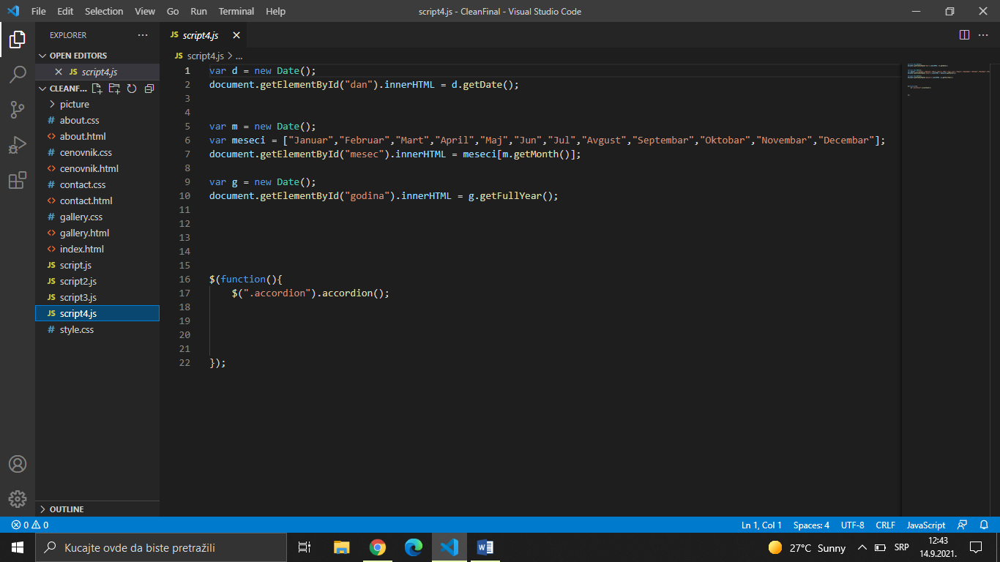 File Edit Selection View Go Run Terminal Help
script4.js - CleanFinal - Visual Studio Code
EXPLORER
OPEN EDITORS
JS script4.js
CLEANF...
picture
# about.css
<> about.html
# cenovnik.css
<> cenovnik.html
# contact.css
<> contact.html
# gallery.css
<> gallery.html
<> index.html
JS script.js
JS script2.js
JS script3.js
JS script4.js
# style.css
OUTLINE
JS script4.js
JS script4.js > ...
1 var d = new Date();
2 document.getElementById("dan").innerHTML = d.getDate();
3
4
5 var m = new Date();
6 var meseci = ["Januar","Februar","Mart","April","Maj","Jun","Jul","Avgust","Septembar","Oktobar","Novembar","Decembar"];
7 document.getElementById("mesec").innerHTML = meseci[m.getMonth()];
8
9 var g = new Date();
10 document.getElementById("godina").innerHTML = g.getFullYear();
11
12
13
14
15
16 $(function(){
17 $(".accordion").accordion();
18
19
20
21
22 });
0 0
Ln 1, Col 1 Spaces: 4 UTF-8 CRLF JavaScript
Kucajte ovde da biste pretražili
27°C Sunny
SRP
12:43
14.9.2021.